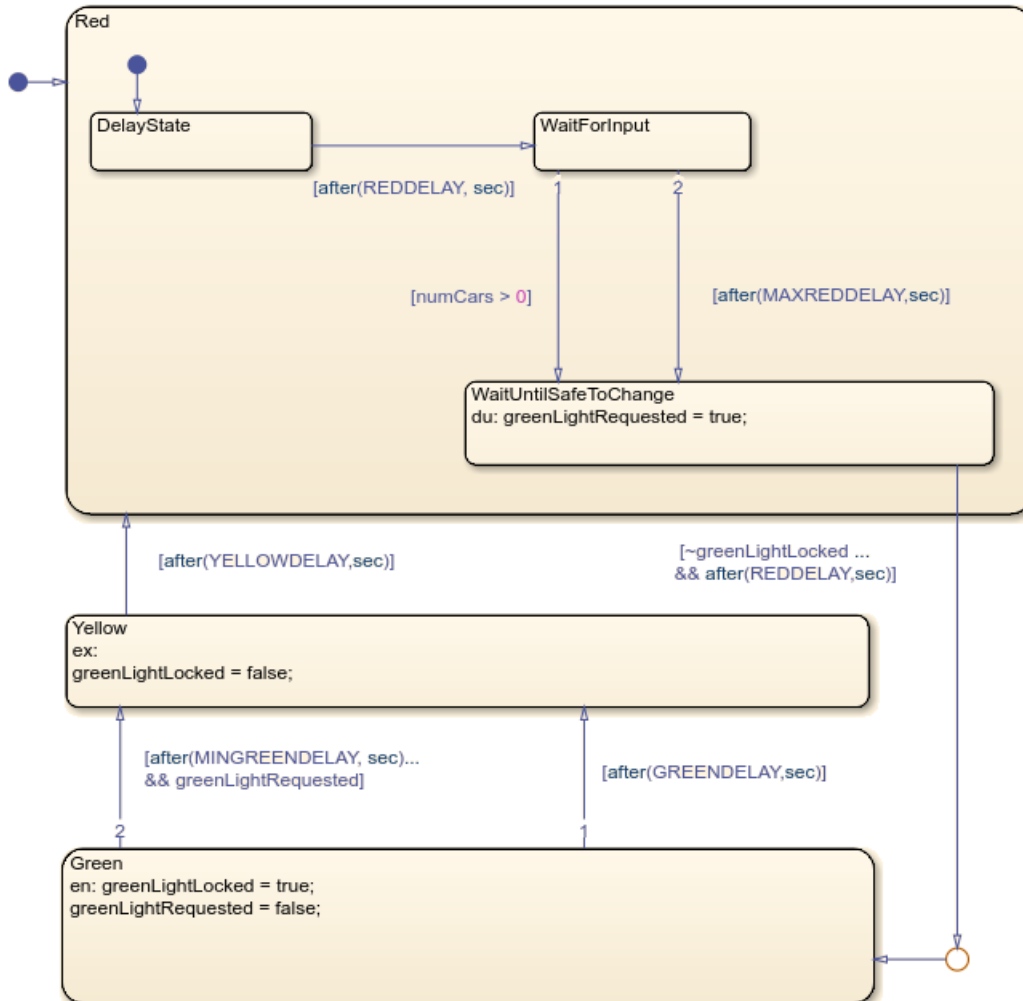 Red
DelayState
WaitForInput
[after(REDDELAY, sec)]
1
2
[numCars > 0]
[after(MAXREDDELAY,sec)]
WaitUntilSafeToChange
du: greenLightRequested = true;
[after(YELLOWDELAY,sec)]
[~greenLightLocked ...
&& after(REDDELAY,sec)]
Yellow
ex:
greenLightLocked = false;
[after(MINGREENDELAY, sec)...
&& greenLightRequested]
[after(GREENDELAY,sec)]
2
1
Green
en: greenLightLocked = true;
greenLightRequested = false;